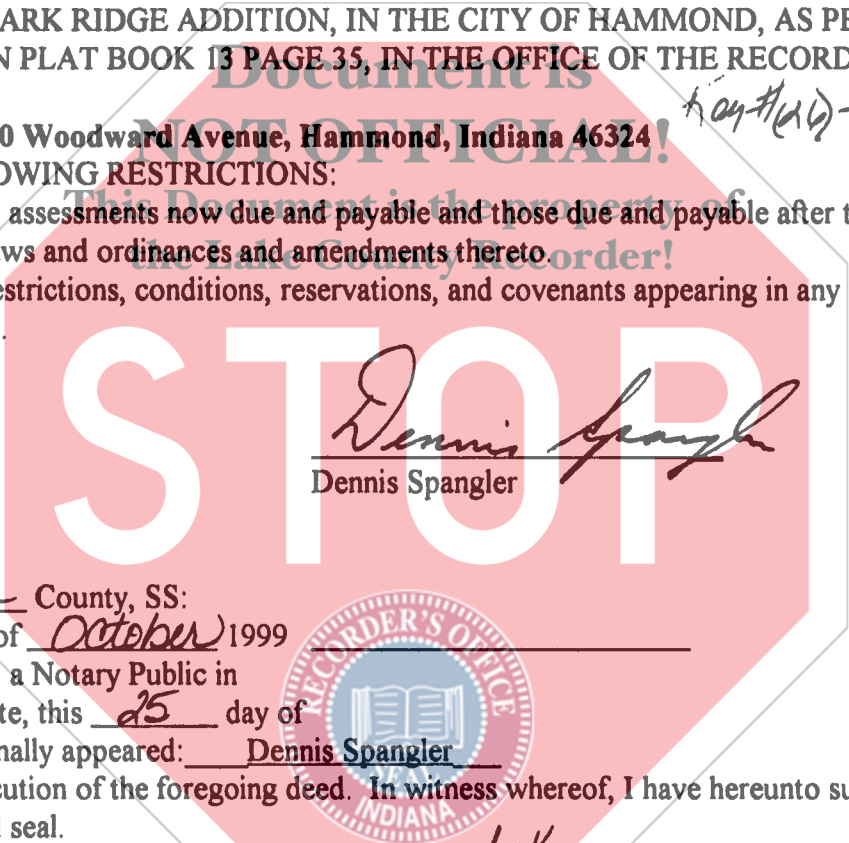 ARK RIDGE ADDITION, IN THE CITY OF HAMMOND, AS PE
N PLAT BOOK 13 PAGE 35, IN THE OFFICE OF THE RECORD
Document is
0 Woodward Avenue, Hammond, Indiana 46324
NOT OFFICIAL!
OWING RESTRICTIONS:
This Document is the property of
assessments now due and payable and those due and payable after t
the Lake County Recorder!
ws and ordinances and amendments thereto.
estrictions, conditions, reservations, and covenants appearing in any
.
STOP
Dennis Spangler
Dennis Spangler
County, SS:
of October 1999
a Notary Public in
te, this 25 day of
nally appeared: Dennis Spangler
cution of the foregoing deed. In witness whereof, I have hereunto su
l seal.
RECORDER'S OFFICE
SEAL
INDIANA